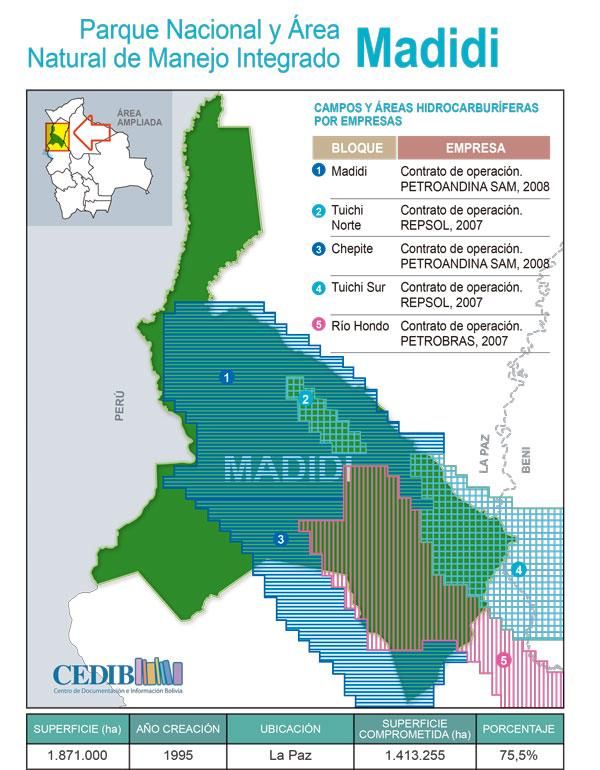 Parque Nacional y Área
Natural de Manejo Integrado
Madidi
ÁREA
AMPLIADA
CAMPOS Y ÁREAS HIDROCARBURÍFERAS
POR EMPRESAS
BLOQUE EMPRESA
1 Madidi Contrato de operación.
PETROANDINA SAM, 2008
2 Tuichi Contrato de operación.
Norte REPSOL, 2007
3 Chepite Contrato de operación.
PETROANDINA SAM, 2008
4 Tuichi Sur Contrato de operación.
REPSOL, 2007
5 Río Hondo Contrato de operación.
PETROBRAS, 2007
1
2
PERÚ
LA PAZ
BENI
MADIDI
3
4
5
CEDIB
Centro de Documentación e Información Bolivia
SUPERFICIE (ha) AÑO CREACIÓN UBICACIÓN SUPERFICIE COMPROMETIDA (ha) PORCENTAJE
1.871.000 1995 La Paz 1.413.255 75,5%